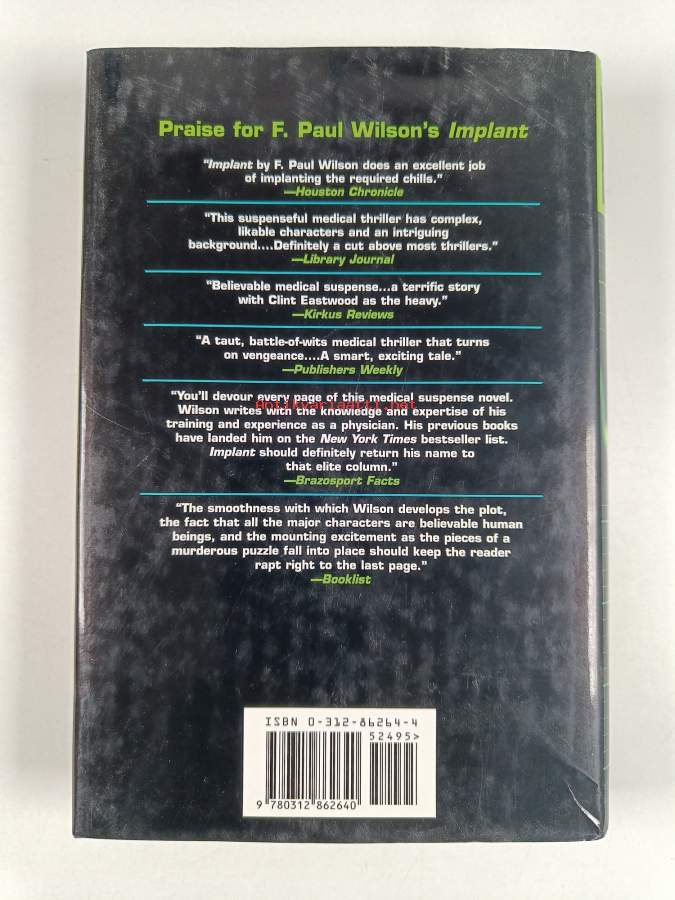 Praise for F. Paul Wilson's Implant
"Implant by F. Paul Wilson does an excellent job
of implanting the required chills."
—Houston Chronicle
"This suspenseful medical thriller has complex,
likable characters and an intriguing
background....Definitely a cut above most thrillers."
—Library Journal
"Believable medical suspense...a terrific story
with Clint Eastwood as the heavy."
—Kirkus Reviews
"A taut, battle-of-wits medical thriller that turns
on vengeance....A smart, exciting tale."
—Publishers Weekly
"You'll devour every page of this medical suspense novel.
antikvariaatti.net
Wilson writes with the knowledge and expertise of his
training and experience as a physician. His previous books
have landed him on the New York Times bestseller list.
Implant should definitely return his name to
that elite column."
—Brazosport Facts
"The smoothness with which Wilson develops the plot,
the fact that all the major characters are believable human
beings, and the mounting excitement as the pieces of a
murderous puzzle fall into place should keep the reader
rapt right to the last page."
—Booklist
ISBN 0-312-86264-4
52495>
9 780312 862640